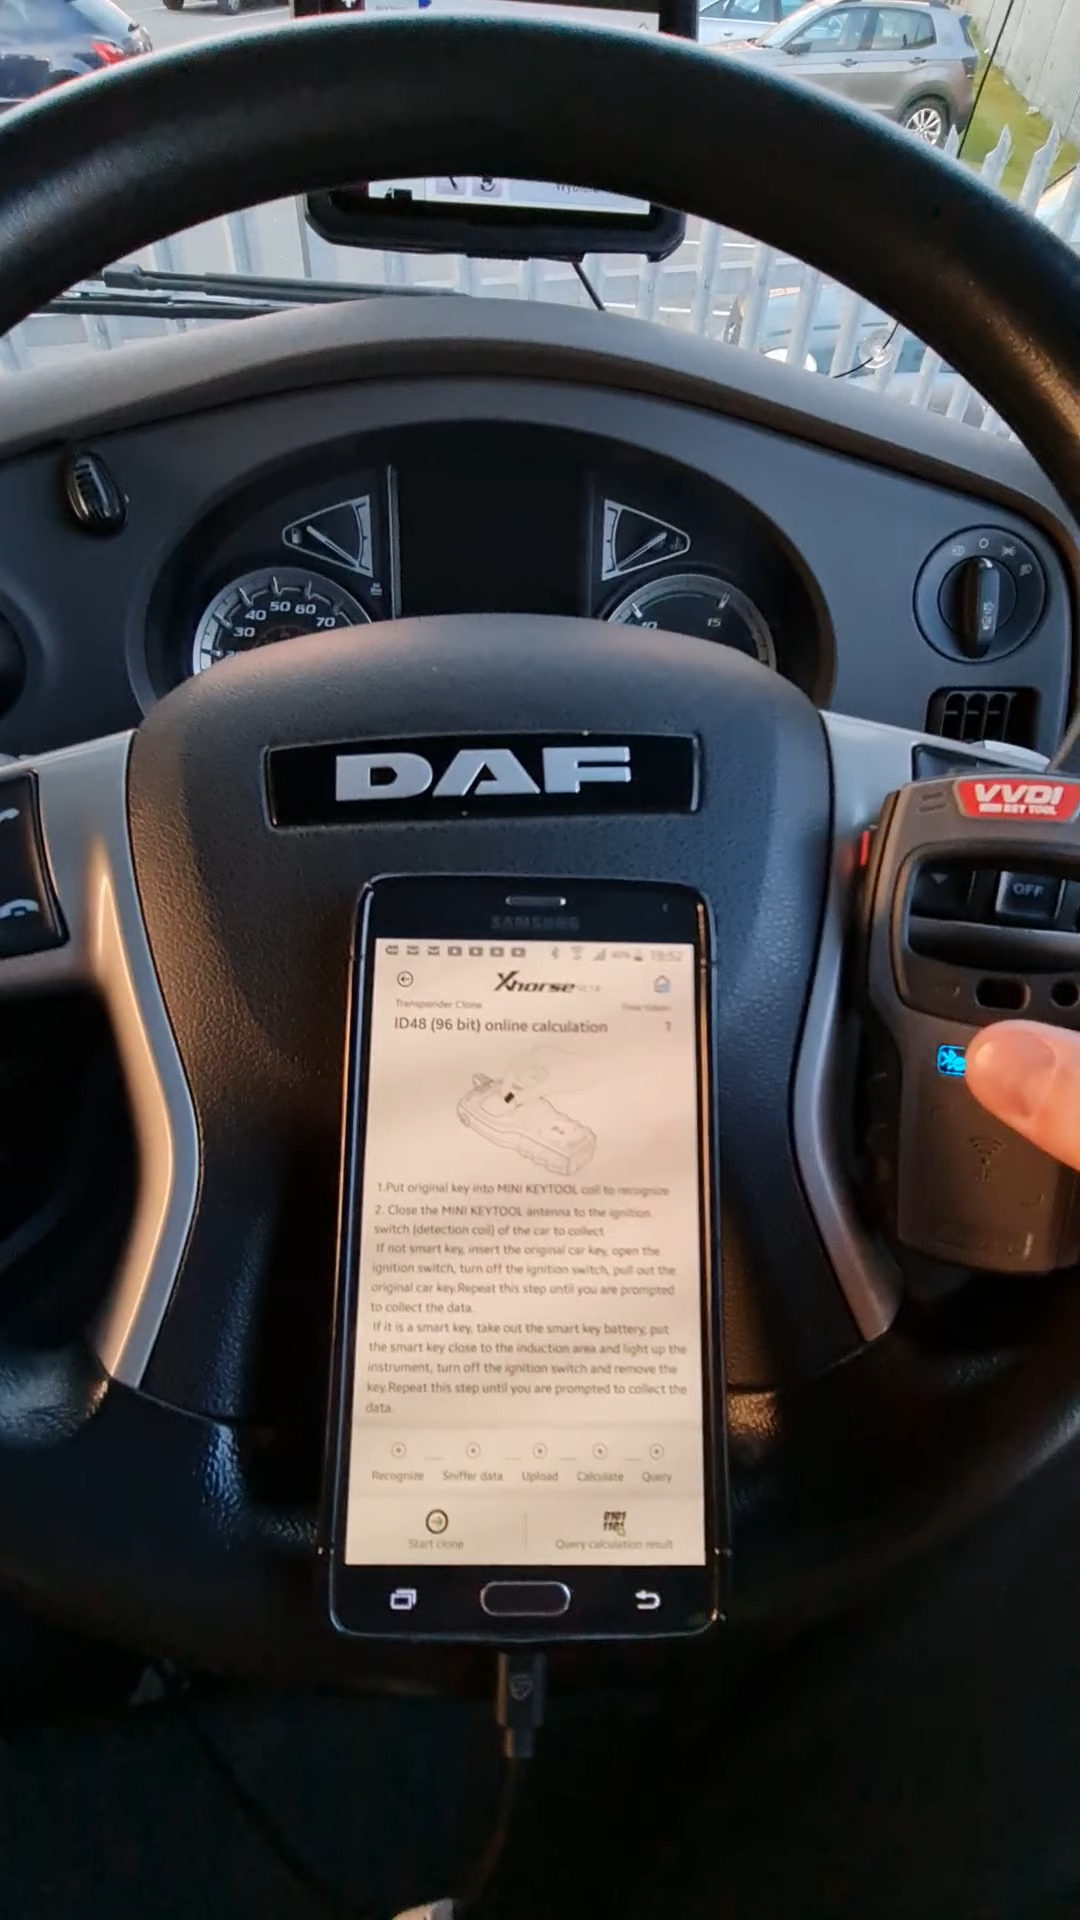 40 50 60
30
70
10
15
DAF
VVDI
KEY TOOL
OFF
SAMSUNG
40%
19:52
Xhorse
Transponder Clone
ID48 (96 bit) online calculation
1
1.Put original key into MINI KEYTOOL coil to recognize
2. Close the MINI KEYTOOL antenna to the ignition
switch (detection coil) of the car to collect
If not smart key, insert the original car key, open the
ignition switch, turn off the ignition switch, pull out the
original car key.Repeat this step until you are prompted
to collect the data.
If it is a smart key, take out the smart key battery, put
the smart key close to the induction area and light up the
instrument, turn off the ignition switch and remove the
key.Repeat this step until you are prompted to collect the
data.
Recognize
Sniffer data
Upload
Calculate
Query
0101
1101
Start clone
Query calculation result